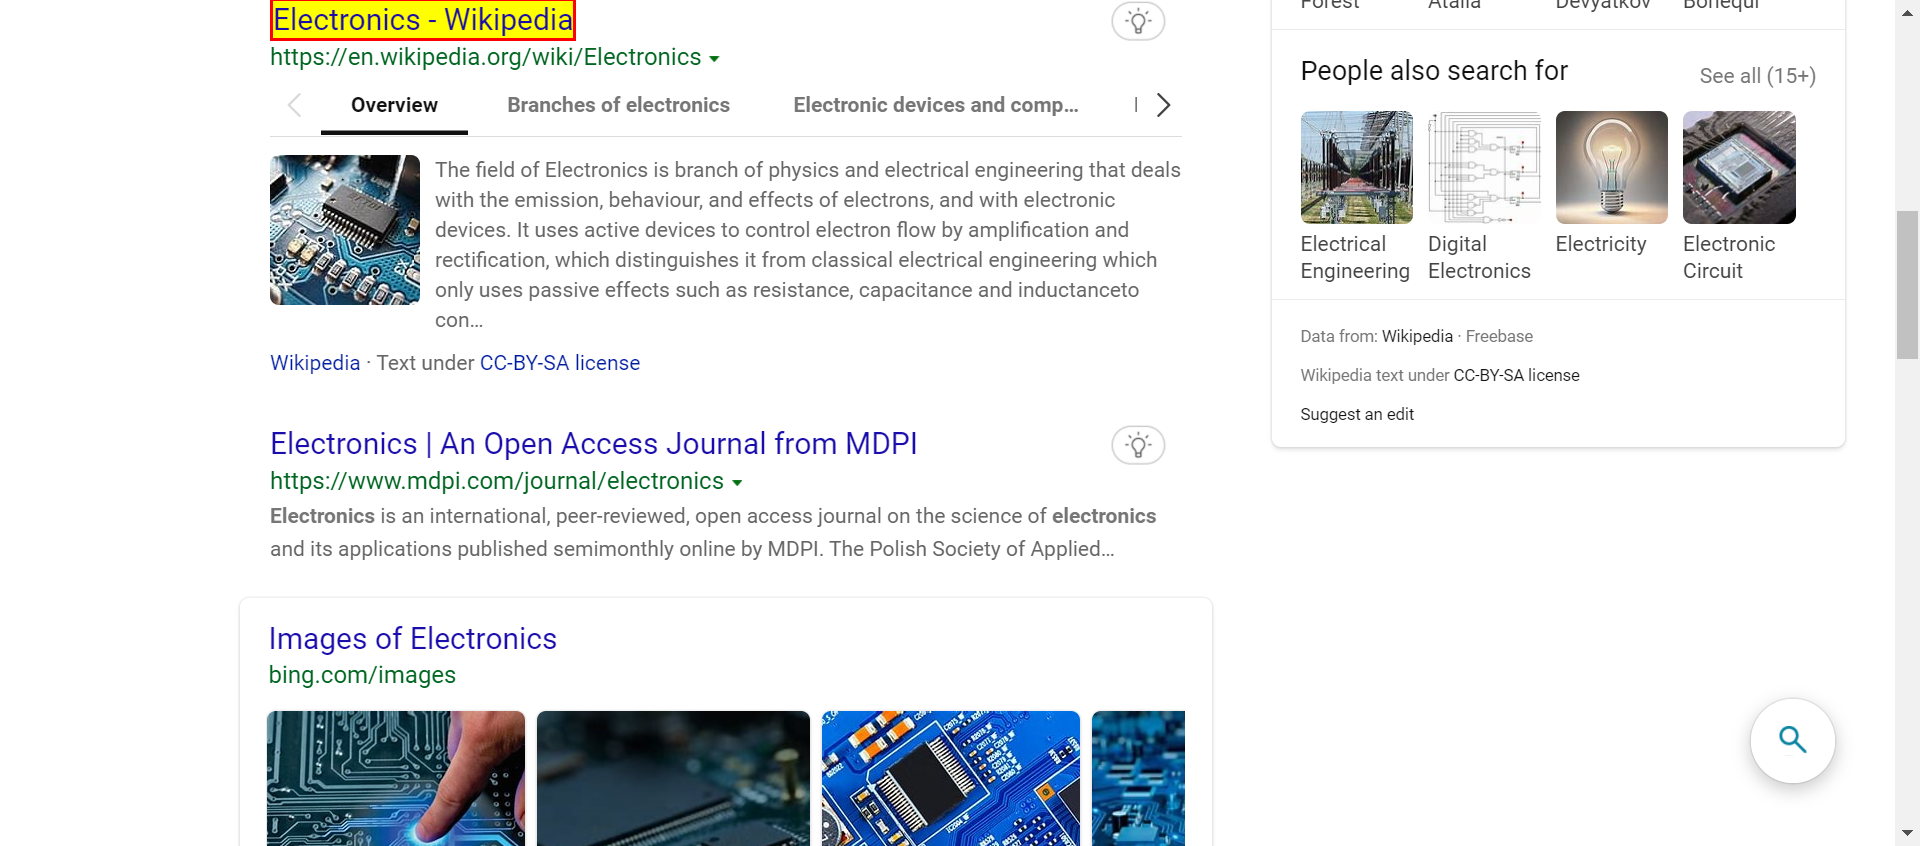 Electronics - Wikipedia
https://en.wikipedia.org/wiki/Electronics
Overview
Branches of electronics
Electronic devices and comp...
The field of Electronics is branch of physics and electrical engineering that deals
with the emission, behaviour, and effects of electrons, and with electronic
devices. It uses active devices to control electron flow by amplification and
rectification, which distinguishes it from classical electrical engineering which
only uses passive effects such as resistance, capacitance and inductanceto
con...
Wikipedia · Text under CC-BY-SA license
Electronics | An Open Access Journal from MDPI
https://www.mdpi.com/journal/electronics
Electronics is an international, peer-reviewed, open access journal on the science of electronics
and its applications published semimonthly online by MDPI. The Polish Society of Applied...
Images of Electronics
bing.com/images
Forest
Atalla
Devyatkov
Bohequi
People also search for
See all (15+)
Electrical
Engineering
Digital
Electronics
Electricity
Electronic
Circuit
Data from: Wikipedia · Freebase
Wikipedia text under CC-BY-SA license
Suggest an edit